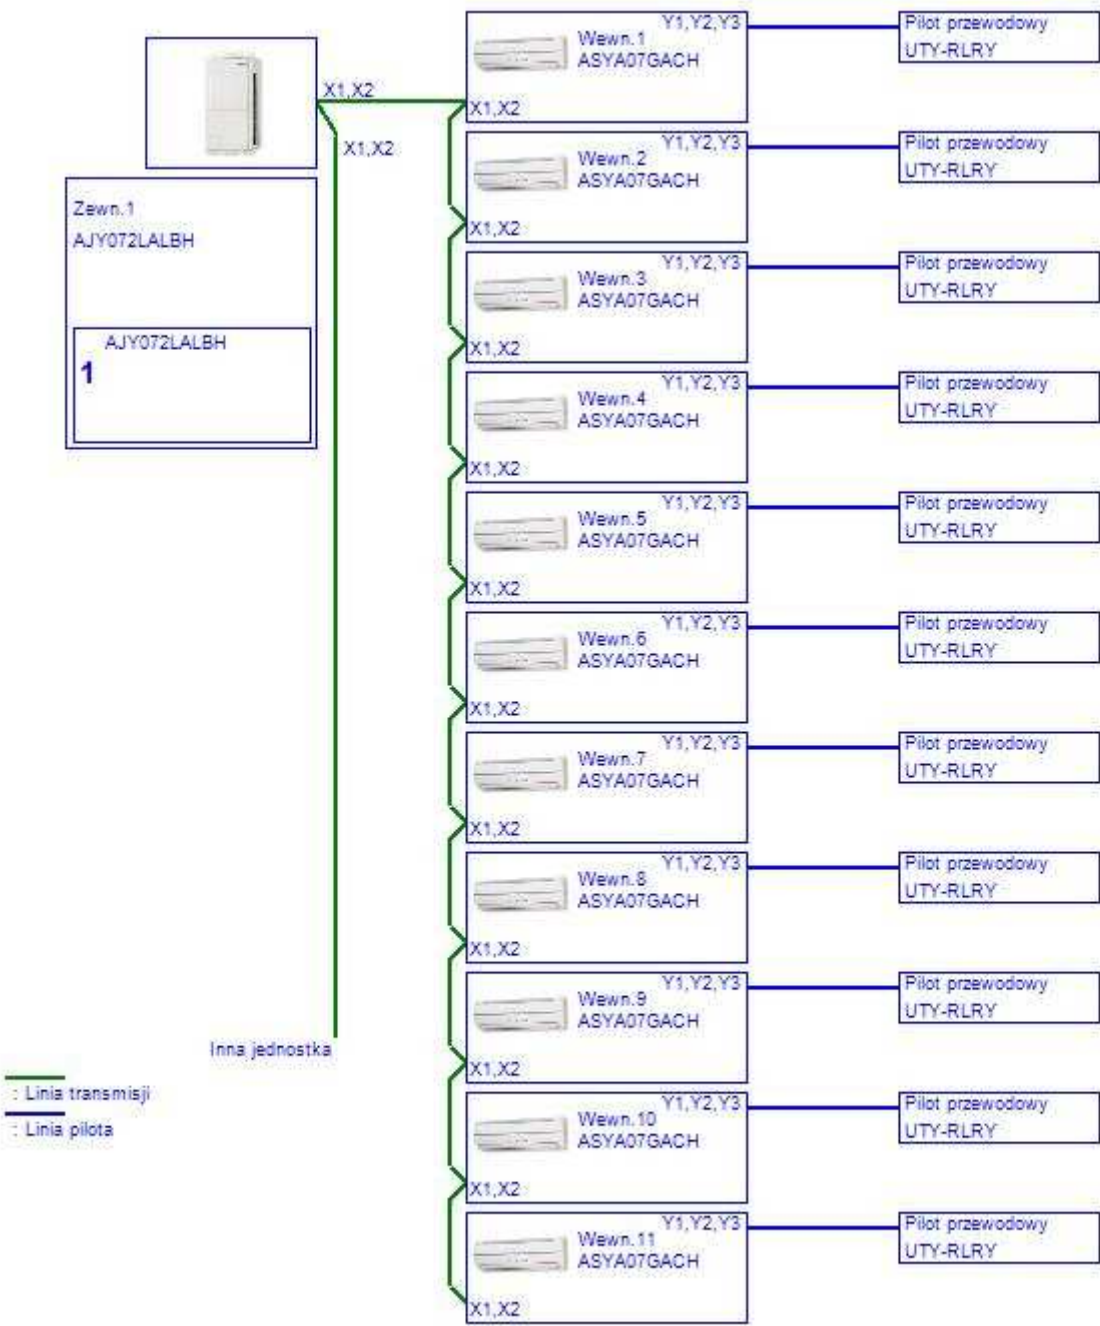 X1,X2
X1,X2
Zewn.1
AJY072LALBH
AJY072LALBH
1
Y1,Y2,Y3
Wewn.1
ASYA07GACH
X1,X2
Pilot przewodowy
UTY-RLRY
Y1,Y2,Y3
Wewn.2
ASYA07GACH
X1,X2
Pilot przewodowy
UTY-RLRY
Y1,Y2,Y3
Wewn.3
ASYA07GACH
X1,X2
Pilot przewodowy
UTY-RLRY
Y1,Y2,Y3
Wewn.4
ASYA07GACH
X1,X2
Pilot przewodowy
UTY-RLRY
Y1,Y2,Y3
Wewn.5
ASYA07GACH
X1,X2
Pilot przewodowy
UTY-RLRY
Y1,Y2,Y3
Wewn.6
ASYA07GACH
X1,X2
Pilot przewodowy
UTY-RLRY
Y1,Y2,Y3
Wewn.7
ASYA07GACH
X1,X2
Pilot przewodowy
UTY-RLRY
Y1,Y2,Y3
Wewn.8
ASYA07GACH
X1,X2
Pilot przewodowy
UTY-RLRY
Y1,Y2,Y3
Wewn.9
ASYA07GACH
X1,X2
Pilot przewodowy
UTY-RLRY
Y1,Y2,Y3
Wewn.10
ASYA07GACH
X1,X2
Pilot przewodowy
UTY-RLRY
Y1,Y2,Y3
Wewn.11
ASYA07GACH
X1,X2
Pilot przewodowy
UTY-RLRY
Inna jednostka
: Linia transmisji
: Linia pilota